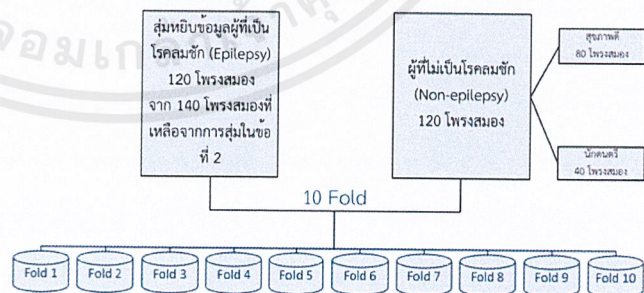 สุ่มหยิบข้อมูลผู้ที่เป็น
โรคลมชัก (Epilepsy)
120 โพรงสมอง
จาก 140 โพรงสมองที่
เหลือจากการสุ่มในข้อ
ที่ 2
ผู้ที่ไม่เป็นโรคลมชัก
(Non-epilepsy)
120 โพรงสมอง
สุขภาพดี
80 โพรงสมอง
นักดนตรี
40 โพรงสมอง
10 Fold
Fold 1
Fold 2
Fold 3
Fold 4
Fold 5
Fold 6
Fold 7
Fold 8
Fold 9
Fold 10